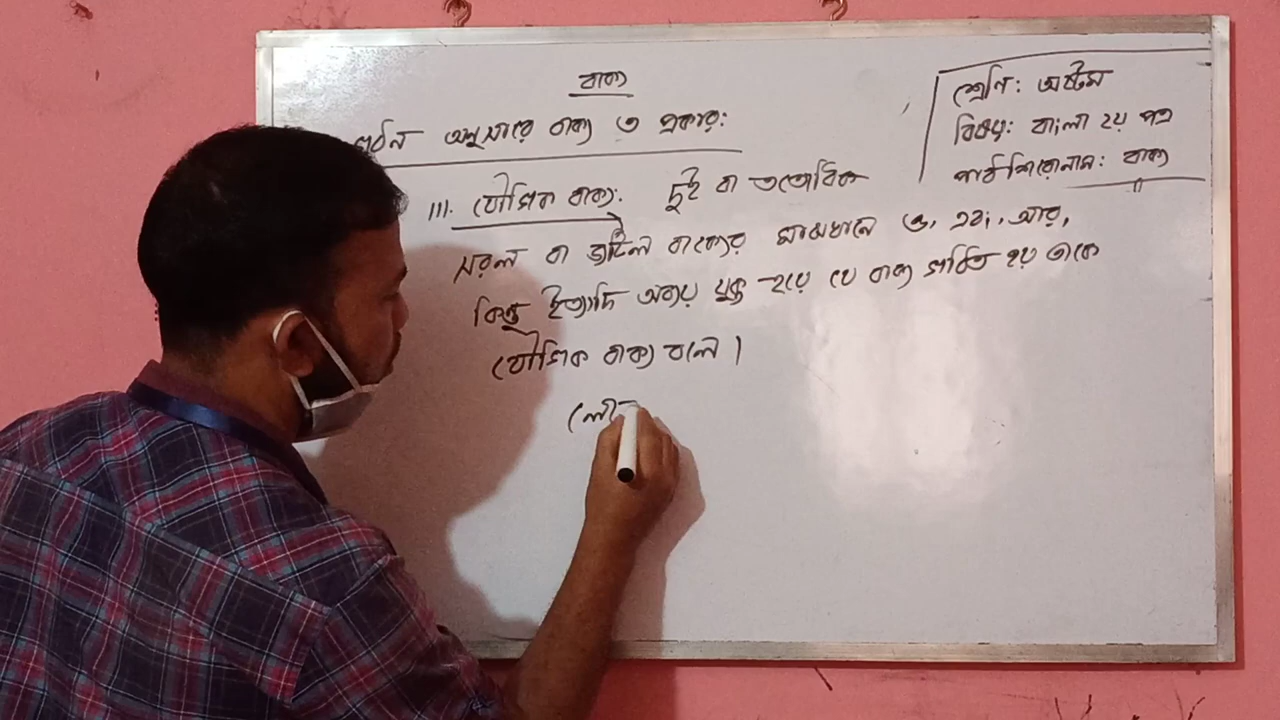 বাক্য
গঠন অনুসারে বাক্য ৩ প্রকার:
শ্রেণি: অষ্টম
বিষয়: বাংলা ২য় পত্র
পাঠ শিরোনাম: বাক্য
III. যৌগিক বাক্য: দুই বা ততোধিক
সরল বা জটিল বাক্যের মাঝখানে ও, এবং, আর,
কিন্তু ইত্যাদি অব্যয় যুক্ত হয়ে যে বাক্য গঠিত হয় তাকে
যৌগিক বাক্য বলে।